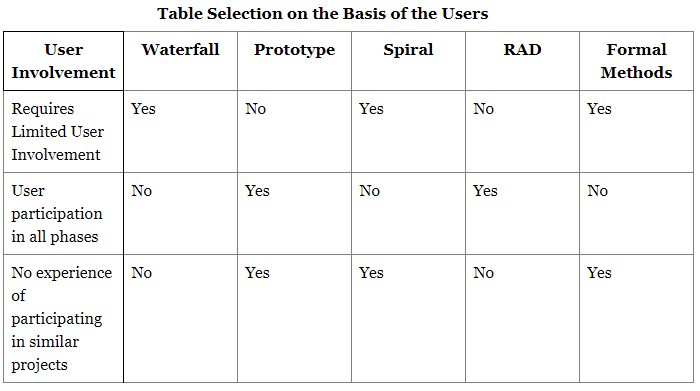 Table Selection on the Basis of the Users
User Involvement Waterfall Prototype Spiral RAD Formal Methods
Requires Limited User Involvement Yes No Yes No Yes
User participation in all phases No Yes No Yes No
No experience of participating in similar projects No Yes Yes No Yes